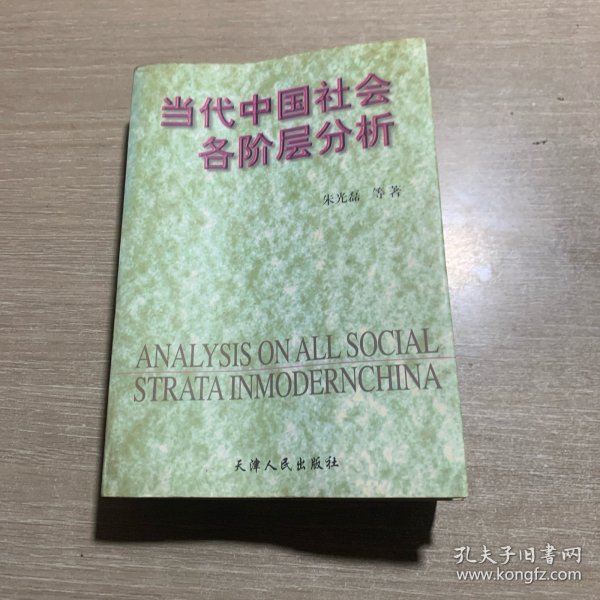 当代中国社会
各阶层分析
朱光磊 等著
ANALYSIS ON ALL SOCIAL
STRATA INMODERNCHINA
天津人民出版社
孔夫子旧书网
www.kongfz.com